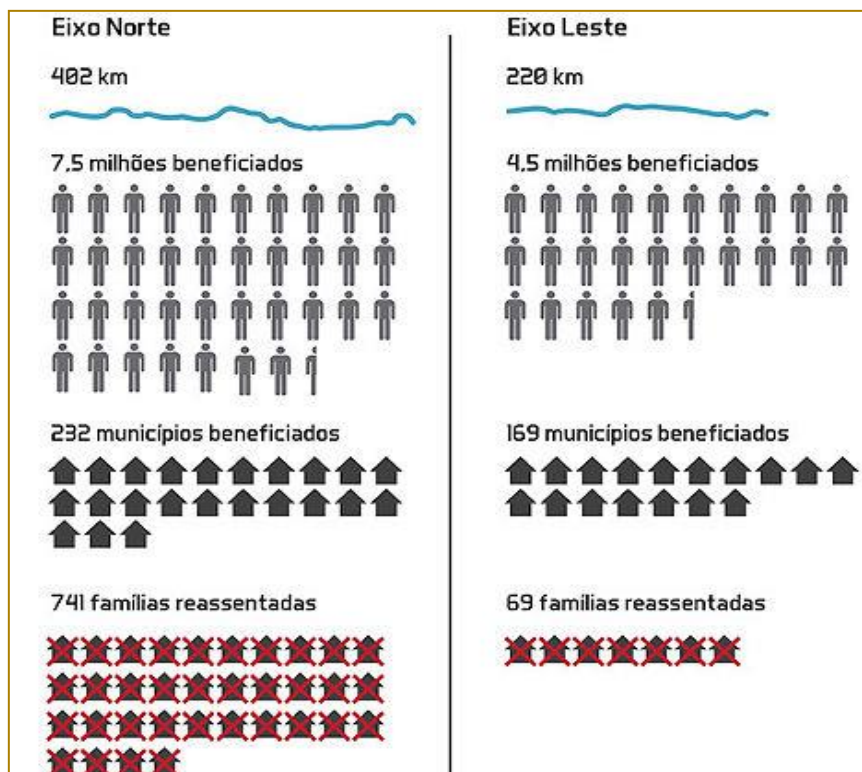 Eixo Norte
402 km
7,5 milhões beneficiados
232 municípios beneficiados
741 famílias reassentadas
Eixo Leste
220 km
4,5 milhões beneficiados
169 municípios beneficiados
69 famílias reassentadas